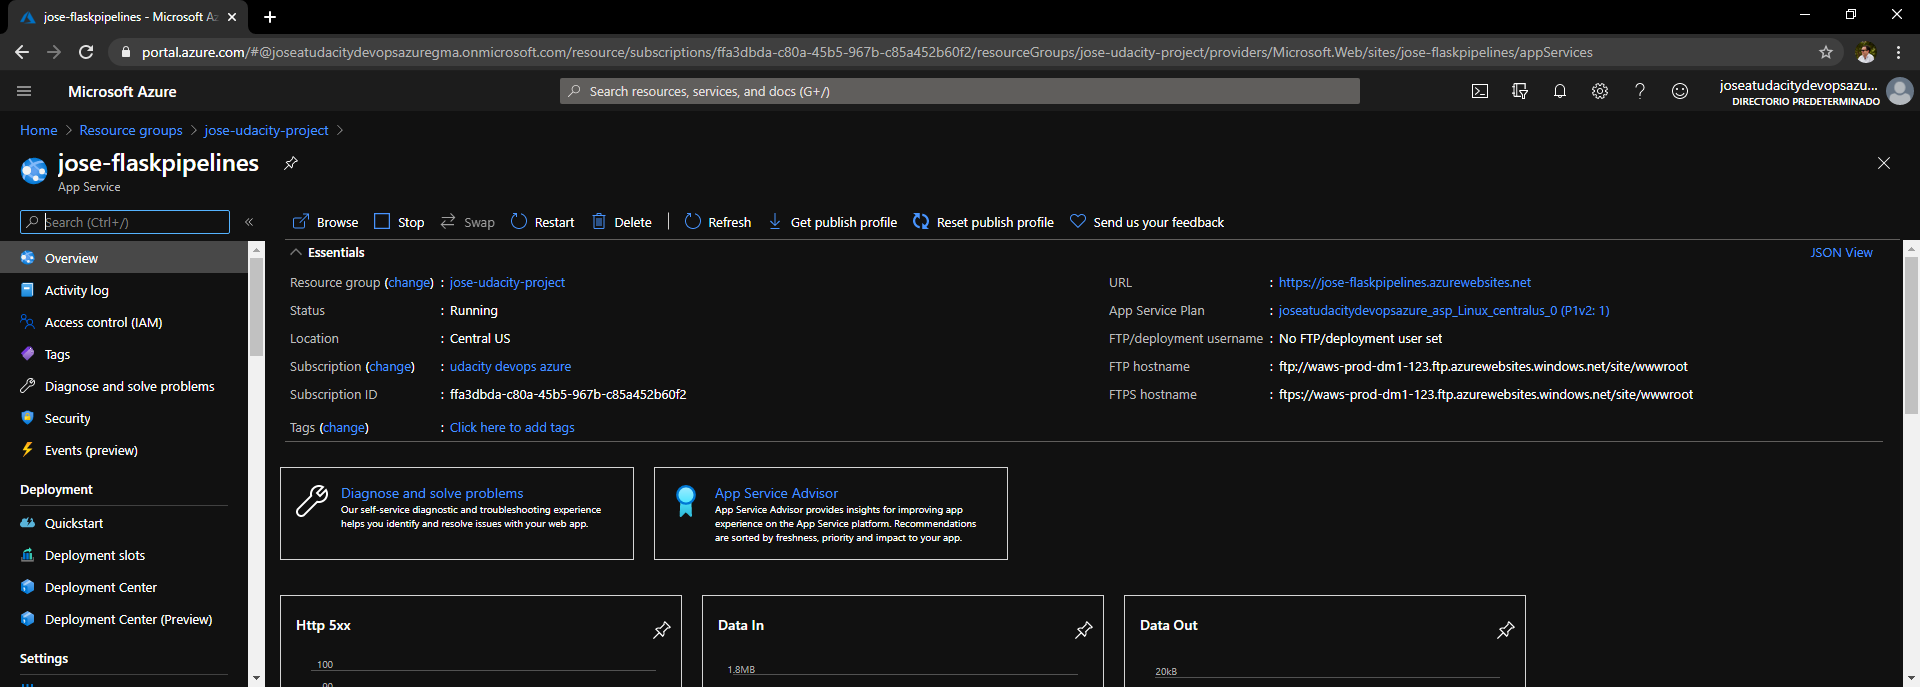 jose-flaskpipelines - Microsoft Az
portal.azure.com/#@joseatudacitydevopsazuregma.onmicrosoft.com/resource/subscriptions/ffa3dbda-c80a-45b5-967b-c85a452b60f2/resourceGroups/jose-udacity-project/providers/Microsoft.Web/sites/jose-flaskpipelines/appServices
Microsoft Azure
Search resources, services, and docs (G+/)
joseatudacitydevopsazu...
DIRECTORIO PREDETERMINADO
Home > Resource groups > jose-udacity-project >
jose-flaskpipelines
App Service
Search (Ctrl+/)
«
Browse Stop Swap Restart Delete Refresh Get publish profile Reset publish profile Send us your feedback
Overview
Activity log
Access control (IAM)
Tags
Diagnose and solve problems
Security
Events (preview)
Deployment
Quickstart
Deployment slots
Deployment Center
Deployment Center (Preview)
Settings
Essentials
JSON View
Resource group (change) : jose-udacity-project
Status : Running
Location : Central US
Subscription (change) : udacity devops azure
Subscription ID : ffa3dbda-c80a-45b5-967b-c85a452b60f2
Tags (change) : Click here to add tags
URL : https://jose-flaskpipelines.azurewebsites.net
App Service Plan : joseatudacitydevopsazure_asp_Linux_centralus_0 (P1v2: 1)
FTP/deployment username : No FTP/deployment user set
FTP hostname : ftp://waws-prod-dm1-123.ftp.azurewebsites.windows.net/site/wwwroot
FTPS hostname : ftps://waws-prod-dm1-123.ftp.azurewebsites.windows.net/site/wwwroot
Diagnose and solve problems
Our self-service diagnostic and troubleshooting experience
helps you identify and resolve issues with your web app.
App Service Advisor
App Service Advisor provides insights for improving app
experience on the App Service platform. Recommendations
are sorted by freshness, priority and impact to your app.
Http 5xx
100
90
Data In
1.8MB
Data Out
20kB